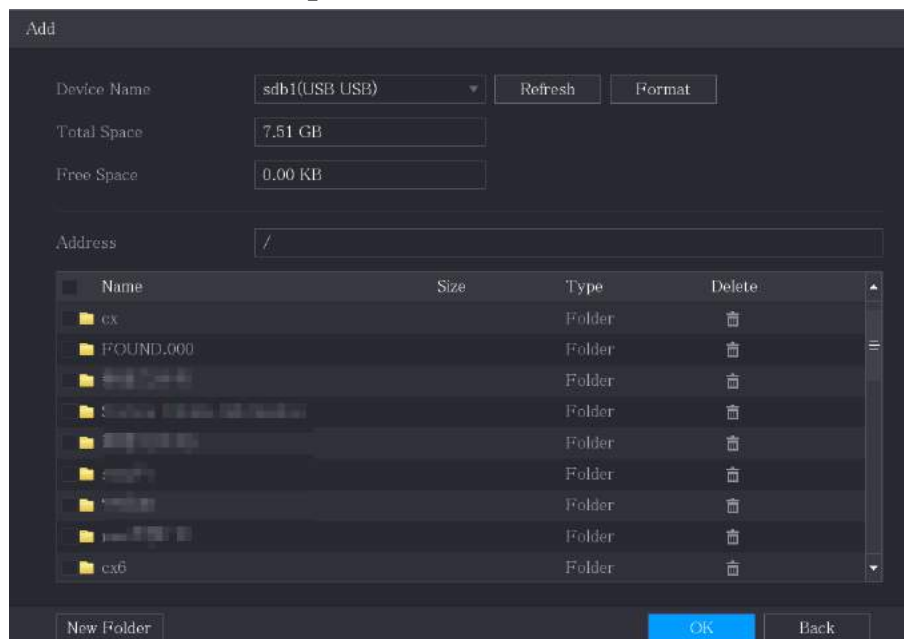 Add
Device Name sdb1(USB USB) Refresh Format
Total Space 7.51 GB
Free Space 0.00 KB
Address /
Name Size Type Delete
cx Folder
FOUND.000 Folder
Folder
Folder
Folder
Folder
Folder
Folder
cx6 Folder
New Folder OK Back